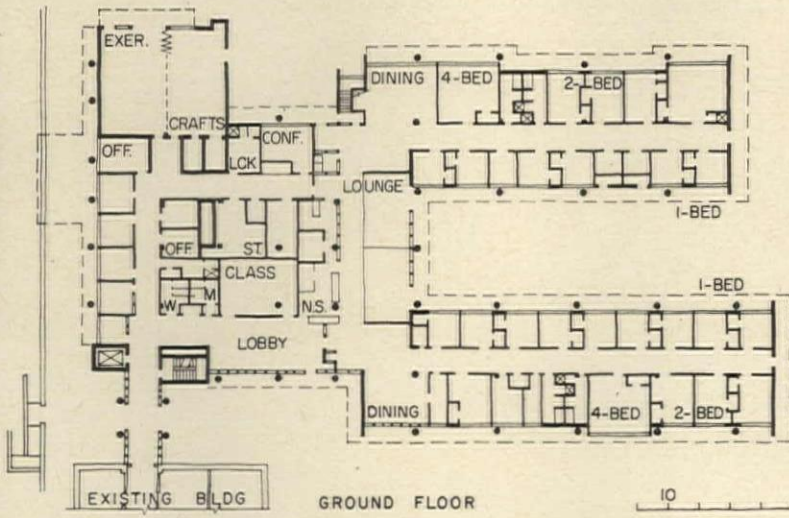 EXER.
DINING
4-BED
2-BED
CRAFTS
CONF.
OFF.
LCK
LOUNGE
1-BED
OFF.
ST.
CLASS
1-BED
W
M
N.S.
LOBBY
DINING
4-BED
2-BED
EXISTING BLDG
GROUND FLOOR
10